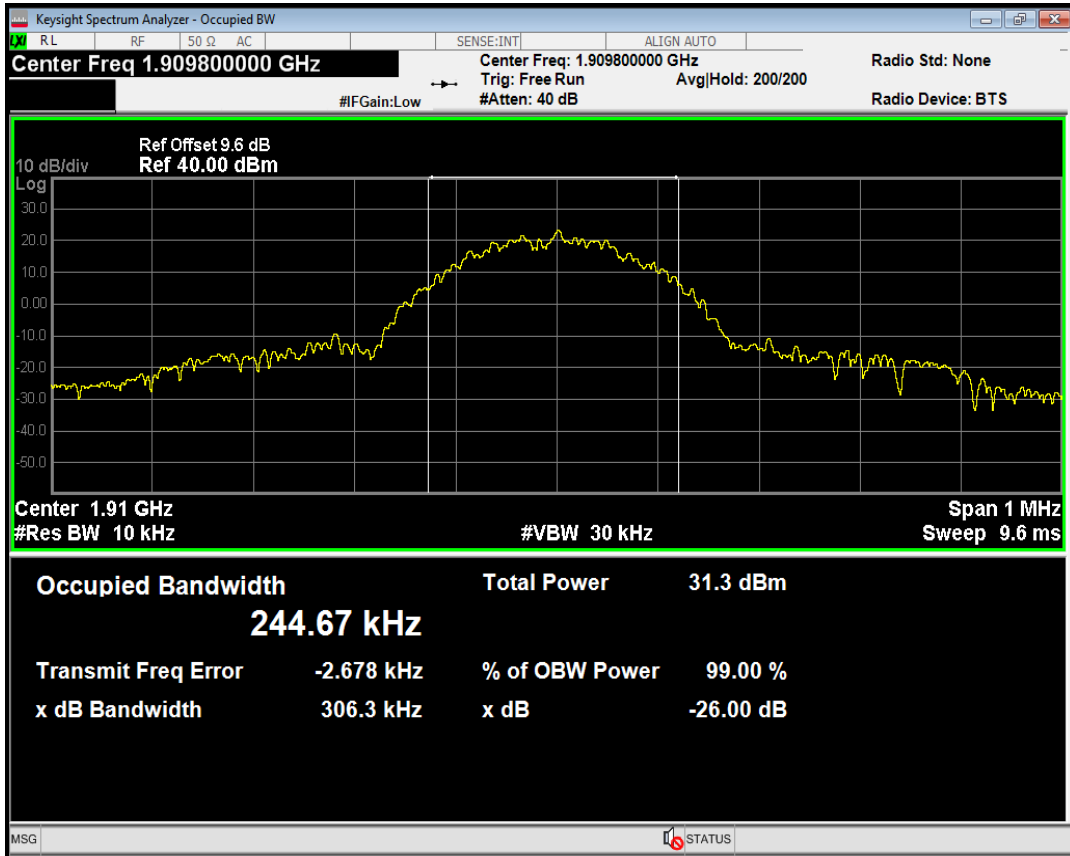 Keysight Spectrum Analyzer - Occupied BW
LXI RL RF 50 Ω AC SENSE:INT ALIGN AUTO
Center Freq 1.909800000 GHz
Center Freq: 1.909800000 GHz
Radio Std: None
Trig: Free Run Avg|Hold: 200/200
#IFGain:Low #Atten: 40 dB Radio Device: BTS
Ref Offset 9.6 dB
10 dB/div Ref 40.00 dBm
Log
30.0
20.0
10.0
0.00
-10.0
-20.0
-30.0
-40.0
-50.0
Center 1.91 GHz Span 1 MHz
#Res BW 10 kHz #VBW 30 kHz Sweep 9.6 ms
Occupied Bandwidth Total Power 31.3 dBm
244.67 kHz
Transmit Freq Error -2.678 kHz % of OBW Power 99.00 %
x dB Bandwidth 306.3 kHz x dB -26.00 dB
MSG STATUS